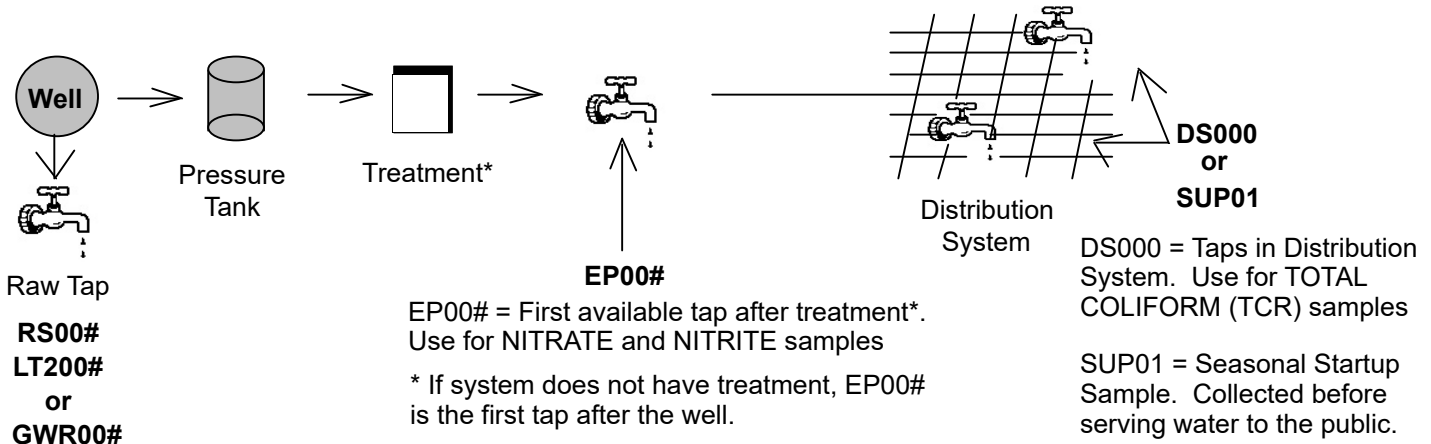 Well
Pressure
Tank
Treatment*
Raw Tap
RS00#
LT200#
or
GWR00#
EP00#
EP00# = First available tap after treatment*.
Use for NITRATE and NITRITE samples
* If system does not have treatment, EP00#
is the first tap after the well.
Distribution
System
DS000
or
SUP01
DS000 = Taps in Distribution
System. Use for TOTAL
COLIFORM (TCR) samples
SUP01 = Seasonal Startup
Sample. Collected before
serving water to the public.